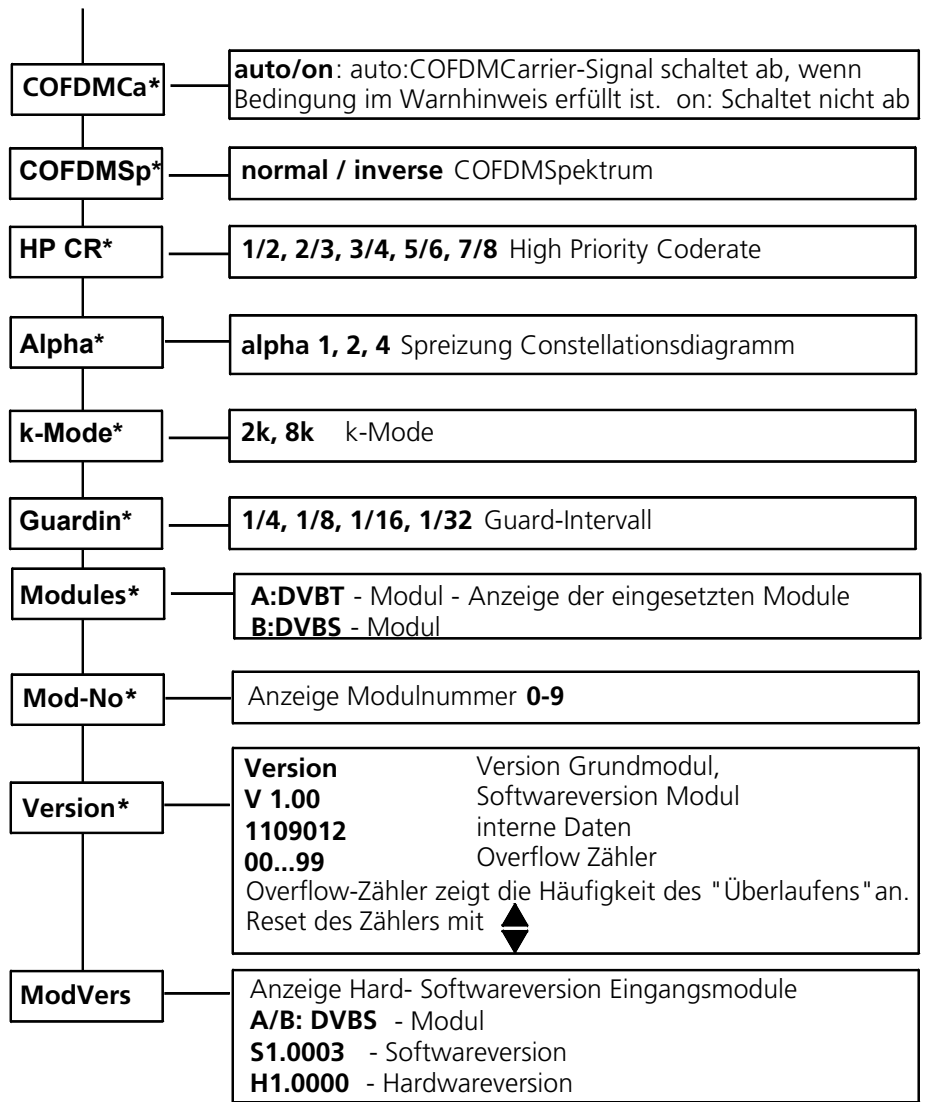 COFDMCa*
auto/on: auto:COFDMCarrier-Signal schaltet ab, wenn
Bedingung im Warnhinweis erfüllt ist. on: Schaltet nicht ab
COFDMSp*
normal / inverse COFDMSpektrum
HP CR*
1/2, 2/3, 3/4, 5/6, 7/8 High Priority Coderate
Alpha*
alpha 1, 2, 4 Spreizung Constellationsdiagramm
k-Mode*
2k, 8k k-Mode
Guardin*
1/4, 1/8, 1/16, 1/32 Guard-Intervall
Modules*
A:DVBT - Modul - Anzeige der eingesetzten Module
B:DVBS - Modul
Mod-No*
Anzeige Modulnummer 0-9
Version*
Version Version Grundmodul,
V 1.00 Softwareversion Modul
1109012 interne Daten
00...99 Overflow Zähler
Overflow-Zähler zeigt die Häufigkeit des "Überlaufens"an.
Reset des Zählers mit
ModVers
Anzeige Hard- Softwareversion Eingangsmodule
A/B: DVBS - Modul
S1.0003 - Softwareversion
H1.0000 - Hardwareversion